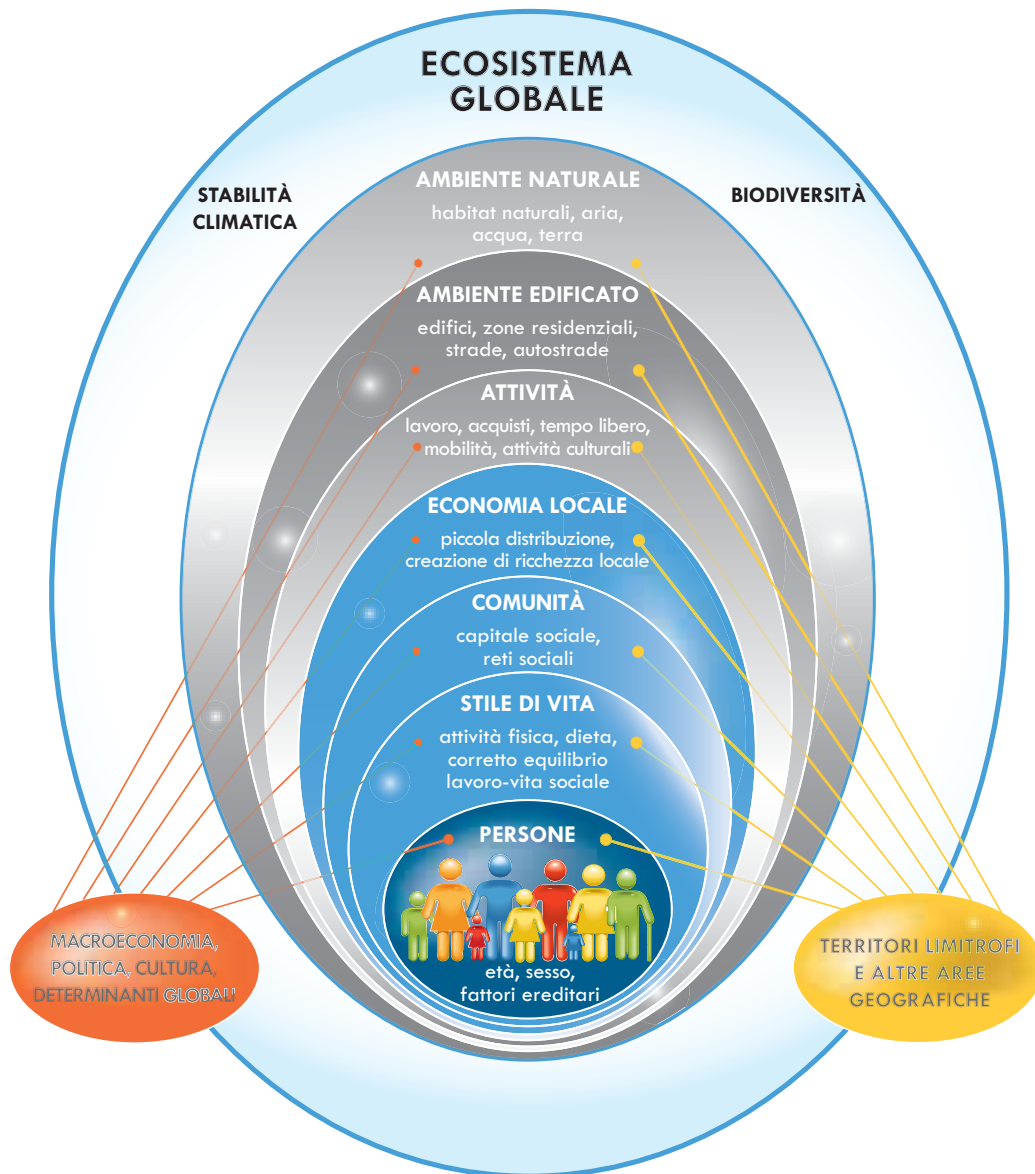 ECOSISTEMA
GLOBALE
STABILITÀ
CLIMATICA
BIODIVERSITÀ
AMBIENTE NATURALE
habitat naturali, aria,
acqua, terra
AMBIENTE EDIFICATO
edifici, zone residenziali,
strade, autostrade
ATTIVITÀ
lavoro, acquisti, tempo libero,
mobilità, attività culturali
ECONOMIA LOCALE
piccola distribuzione,
creazione di ricchezza locale
COMUNITÀ
capitale sociale,
reti sociali
STILE DI VITA
attività fisica, dieta,
corretto equilibrio
lavoro-vita sociale
PERSONE
età, sesso,
fattori ereditari
MACROECONOMIA,
POLITICA, CULTURA,
DETERMINANTI GLOBALI
TERRITORI LIMITROFI
E ALTRE AREE
GEOGRAFICHE